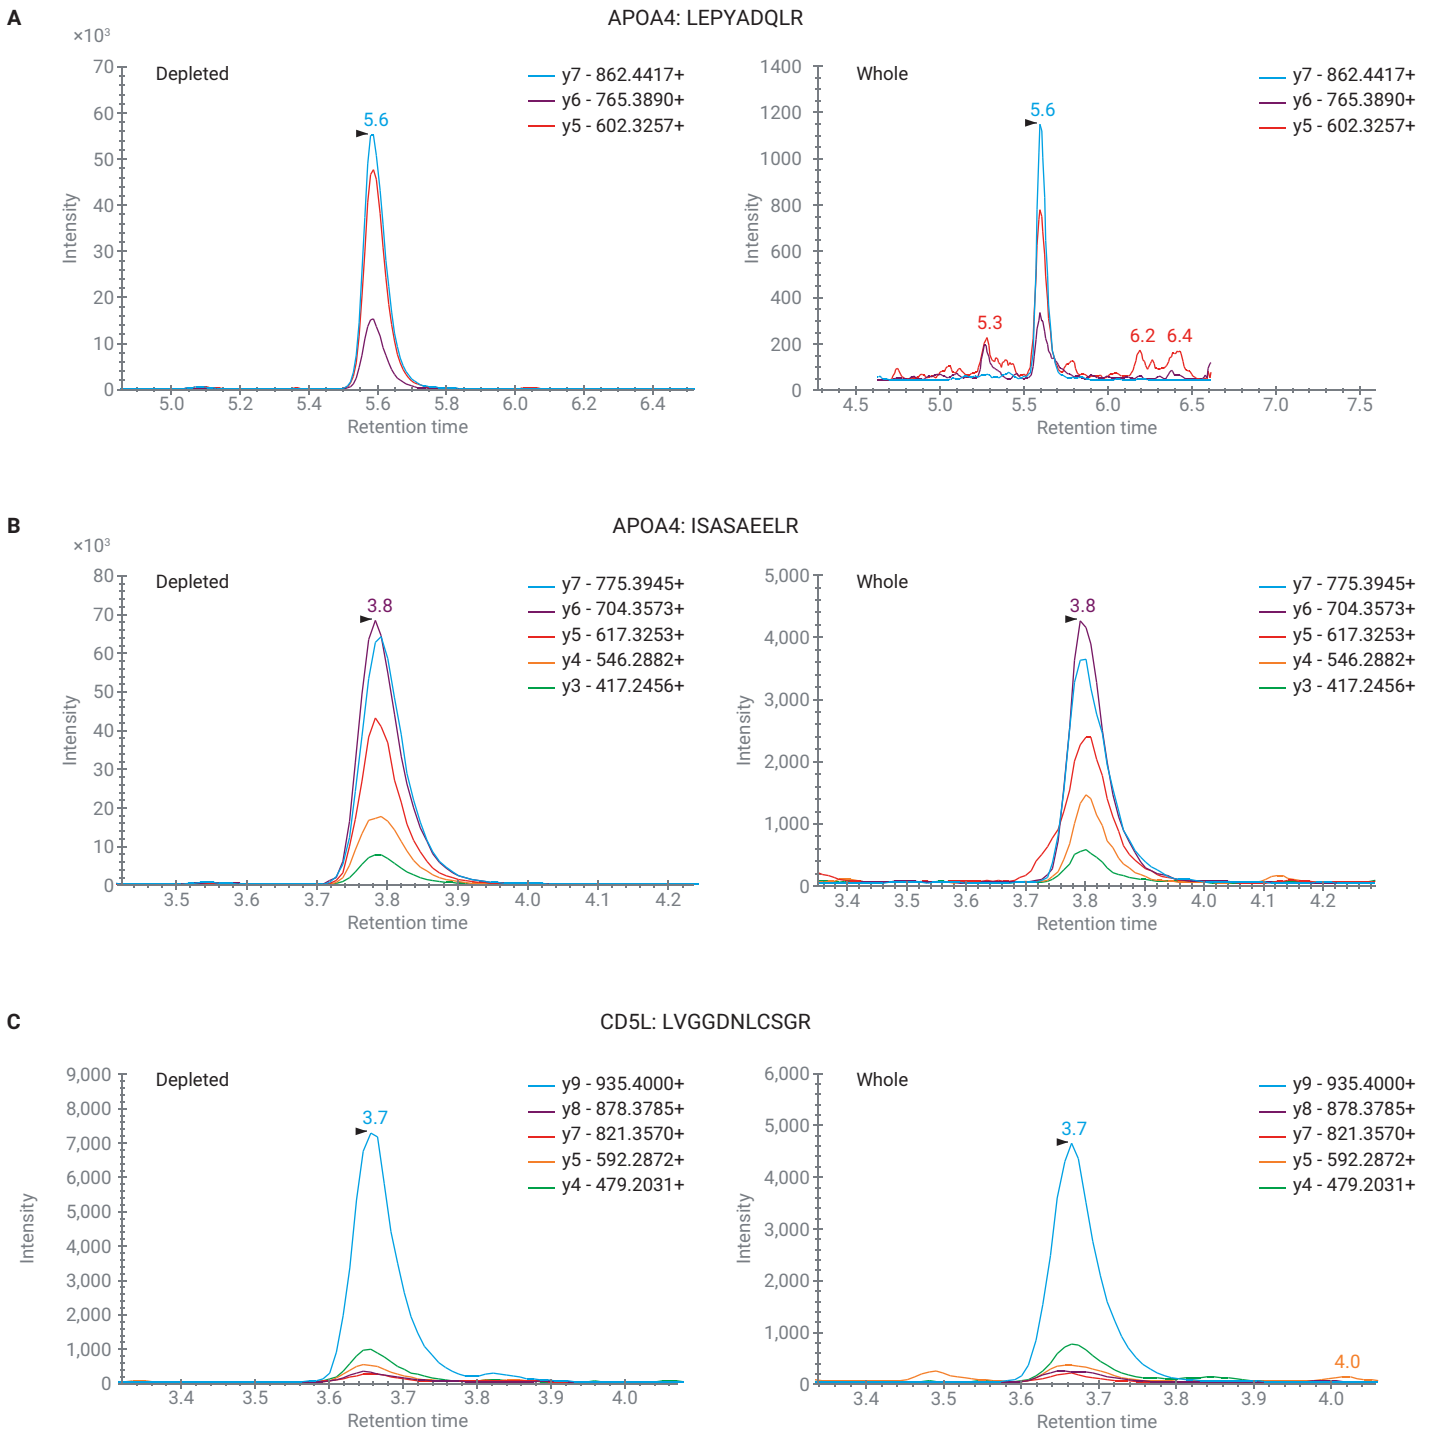 A
APOA4: LEPYADQLR
×10³
Depleted
y7 - 862.4417+
y6 - 765.3890+
y5 - 602.3257+
5.6
70
60
50
40
30
20
10
0
Intensity
5.0 5.2 5.4 5.6 5.8 6.0 6.2 6.4
Retention time
Whole
y7 - 862.4417+
y6 - 765.3890+
y5 - 602.3257+
5.6
5.3
6.2
6.4
1400
1200
1000
800
600
400
200
0
Intensity
4.5 5.0 5.5 6.0 6.5 7.0 7.5
Retention time
B
APOA4: ISASAEELR
×10³
Depleted
y7 - 775.3945+
y6 - 704.3573+
y5 - 617.3253+
y4 - 546.2882+
y3 - 417.2456+
3.8
80
70
60
50
40
30
20
10
0
Intensity
3.5 3.6 3.7 3.8 3.9 4.0 4.1 4.2
Retention time
Whole
y7 - 775.3945+
y6 - 704.3573+
y5 - 617.3253+
y4 - 546.2882+
y3 - 417.2456+
3.8
5,000
4,000
3,000
2,000
1,000
0
Intensity
3.4 3.5 3.6 3.7 3.8 3.9 4.0 4.1 4.2
Retention time
C
CD5L: LVGGDNLCSGR
Depleted
y9 - 935.4000+
y8 - 878.3785+
y7 - 821.3570+
y5 - 592.2872+
y4 - 479.2031+
3.7
9,000
8,000
7,000
6,000
5,000
4,000
3,000
2,000
1,000
0
Intensity
3.4 3.5 3.6 3.7 3.8 3.9 4.0
Retention time
Whole
y9 - 935.4000+
y8 - 878.3785+
y7 - 821.3570+
y5 - 592.2872+
y4 - 479.2031+
3.7
4.0
6,000
5,000
4,000
3,000
2,000
1,000
0
Intensity
3.4 3.5 3.6 3.7 3.8 3.9 4.0
Retention time